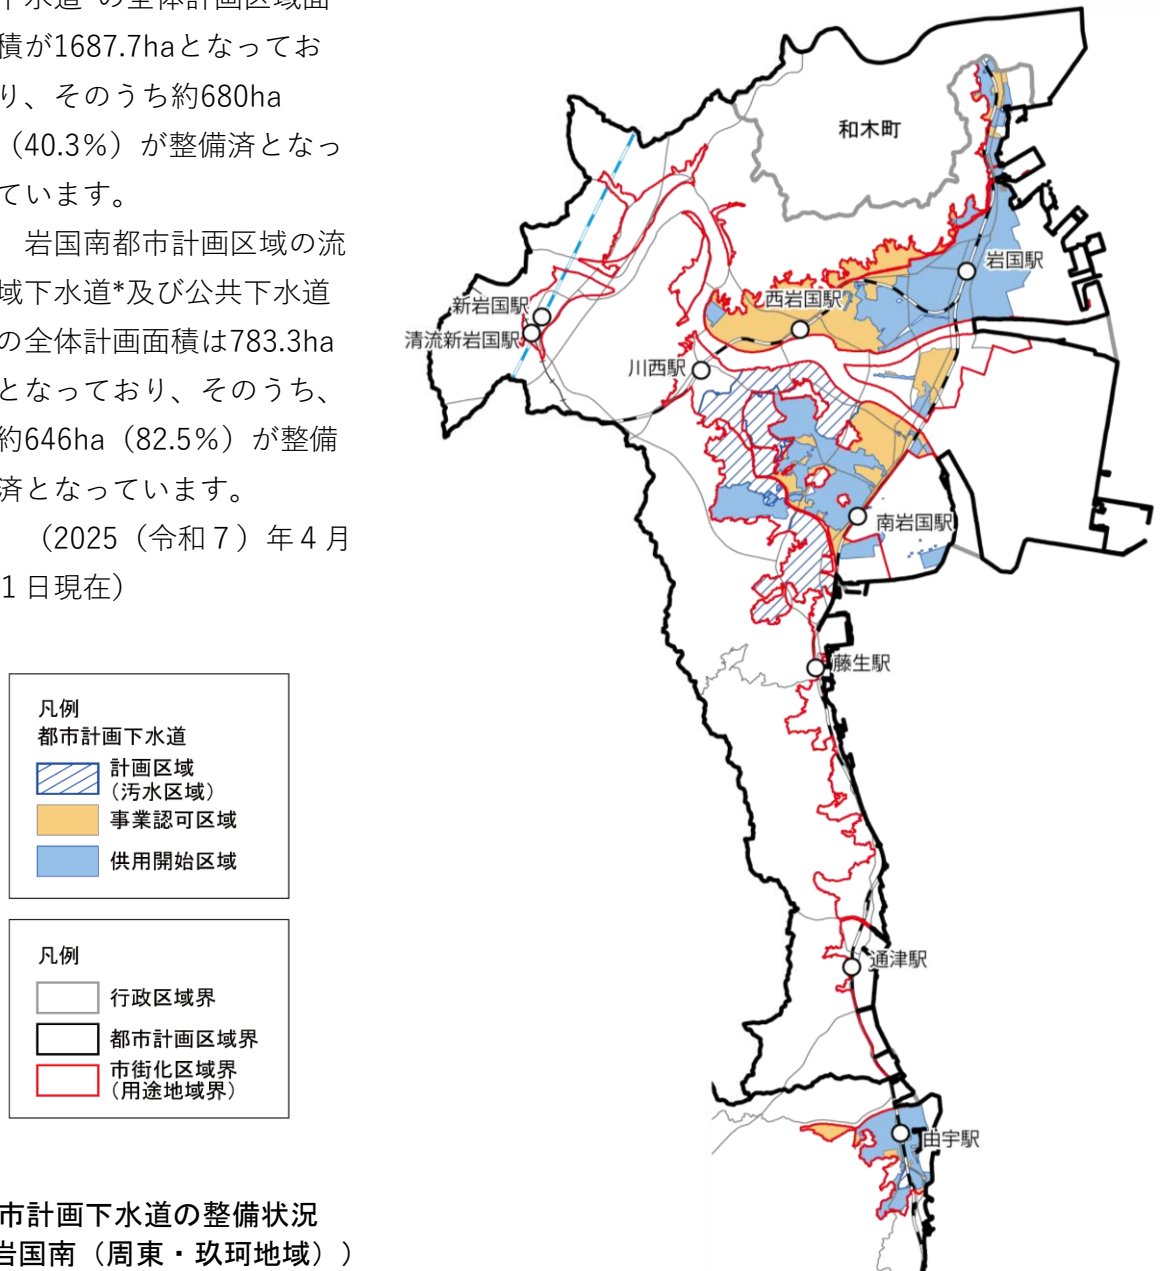 下水道*の全体計画区域面
積が1687.7haとなってお
り、そのうち約680ha
（40.3%）が整備済となっ
ています。
岩国南都市計画区域の流
域下水道*及び公共下水道
の全体計画面積は783.3ha
となっており、そのうち、
約646ha（82.5%）が整備
済となっています。
（2025（令和７）年４月
１日現在）
凡例
都市計画下水道
計画区域
（汚水区域）
事業認可区域
供用開始区域
凡例
行政区域界
都市計画区域界
市街化区域界
（用途地域界）
市計画下水道の整備状況
岩国南（周東・玖珂地域））
和木町
岩国駅
西岩国駅
新岩国駅
清流新岩国駅
川西駅
南岩国駅
藤生駅
通津駅
由宇駅